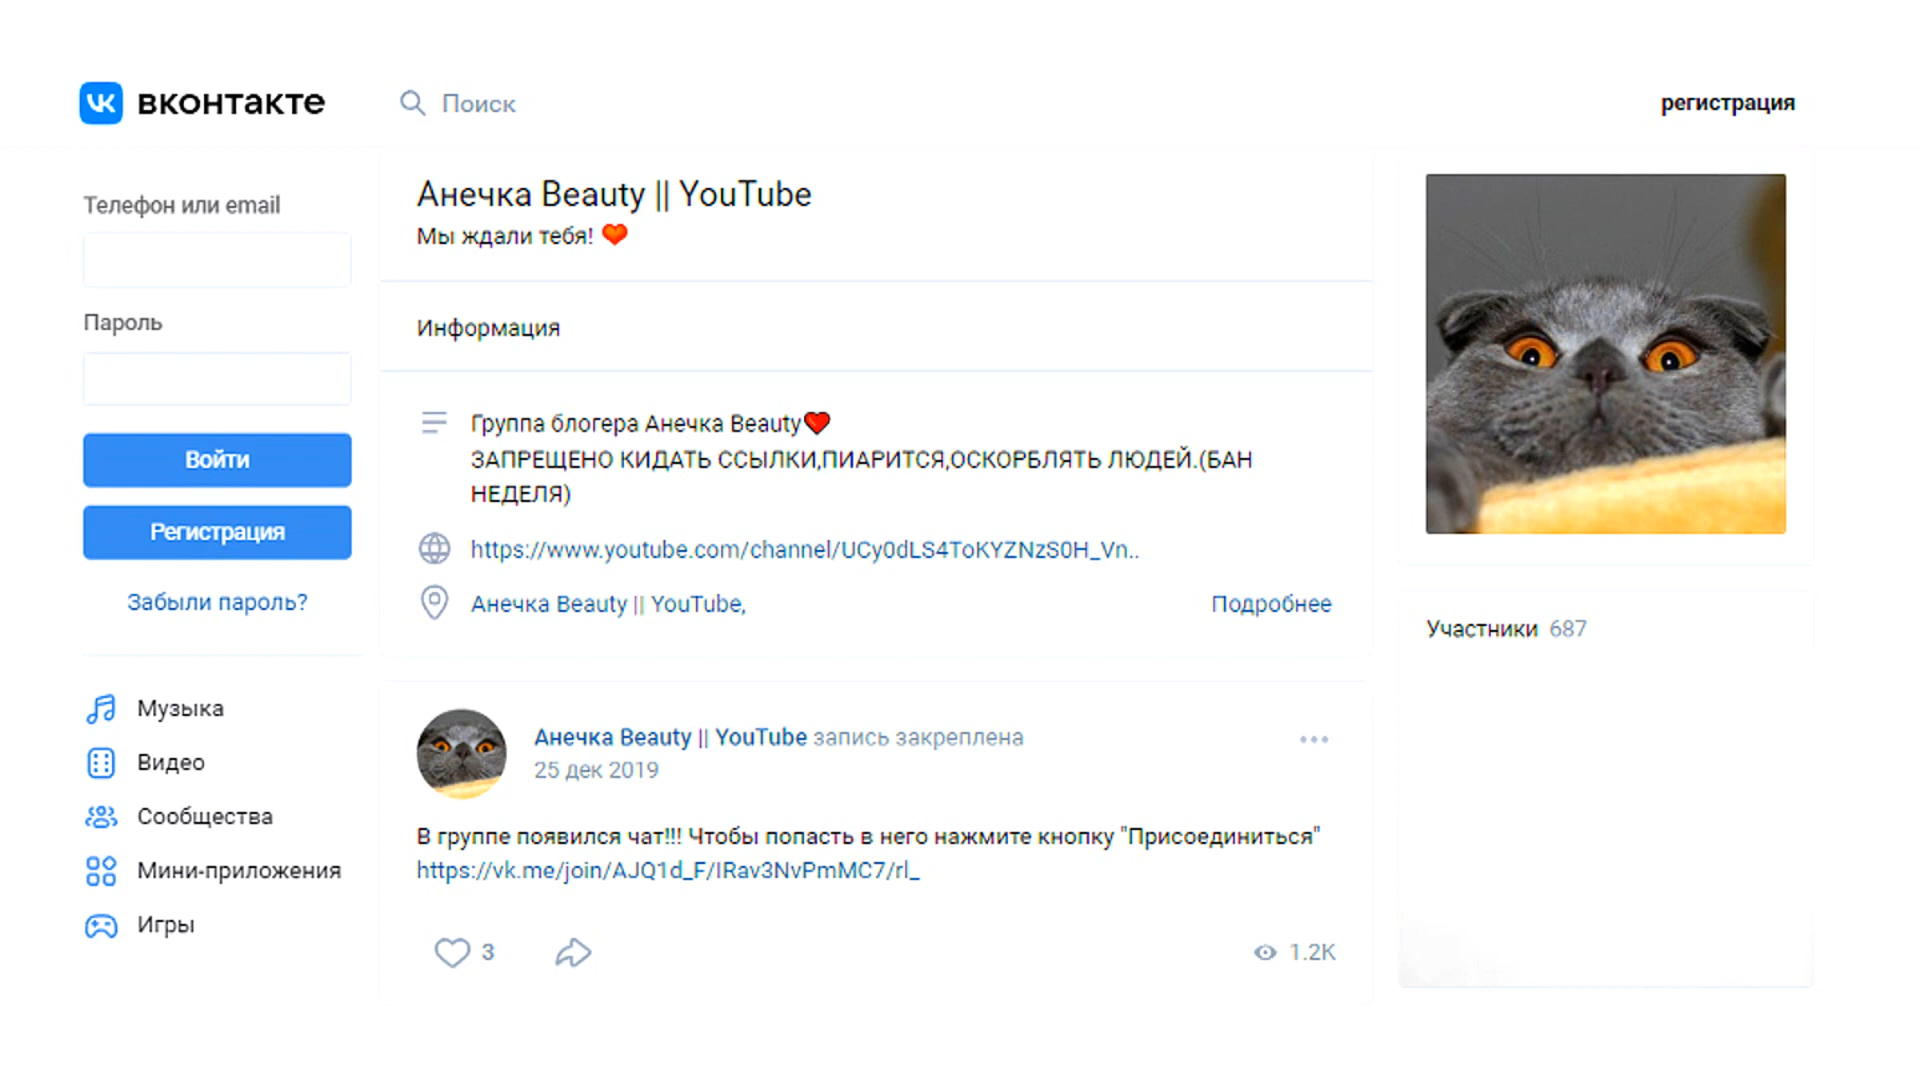 вконтакте
Поиск
регистрация
Телефон или email
Пароль
Войти
Регистрация
Забыли пароль?
Музыка
Видео
Сообщества
Мини-приложения
Игры
Анечка Beauty || YouTube
Мы ждали тебя! ❤
Информация
Группа блогера Анечка Beauty❤
ЗАПРЕЩЕНО КИДАТЬ ССЫЛКИ,ПИАРИТСЯ,ОСКОРБЛЯТЬ ЛЮДЕЙ.(БАН
НЕДЕЛЯ)
https://www.youtube.com/channel/UCy0dLS4ToKYZNzS0H_Vn..
Анечка Beauty || YouTube,
Подробнее
Анечка Beauty || YouTube запись закреплена
25 дек 2019
В группе появился чат!!! Чтобы попасть в него нажмите кнопку "Присоединиться"
https://vk.me/join/AJQ1d_F/IRav3NvPmMC7/rl_
3
1.2K
Участники 687